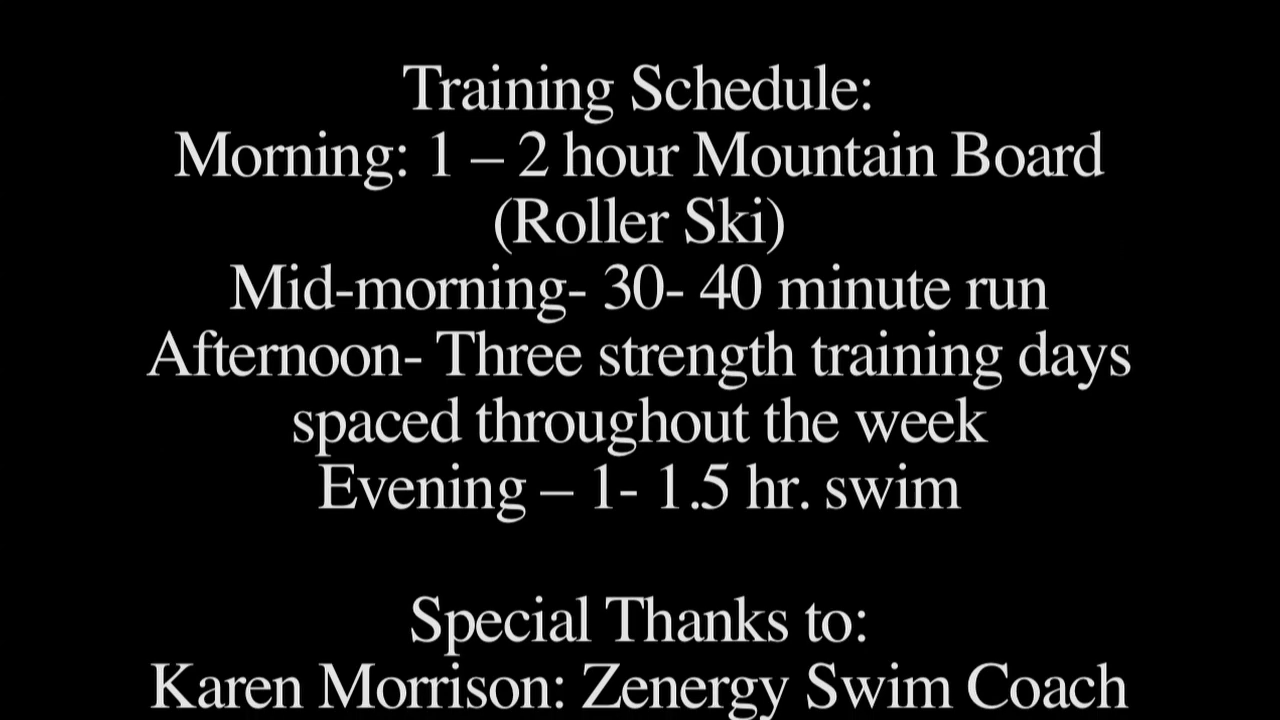 Training Schedule:
Morning: 1 – 2 hour Mountain Board
(Roller Ski)
Mid-morning- 30- 40 minute run
Afternoon- Three strength training days
spaced throughout the week
Evening – 1- 1.5 hr. swim
Special Thanks to:
Karen Morrison: Zenergy Swim Coach